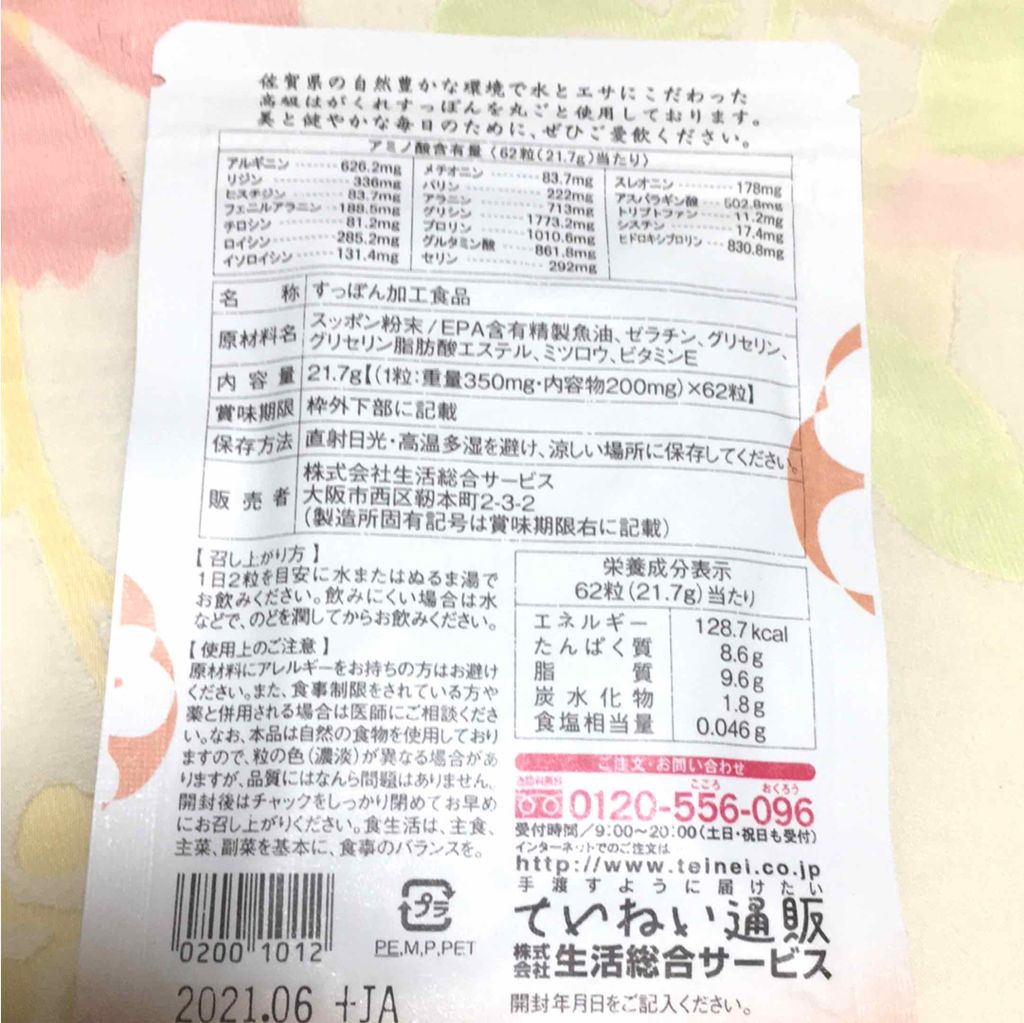 佐賀県の自然豊かな環境で水とエサにこだわった
高級はがくれすっぽんを丸ごと使用しております。
美と健やかな毎日のために、ぜひご愛飲ください。
アミノ酸含有量〈62粒(21.7g)当たり〉
アルギニン 626.2mg
リジン 336mg
ヒスチジン 83.7mg
フェニルアラニン 188.5mg
チロシン 81.2mg
ロイシン 285.2mg
イソロイシン 131.4mg
メチオニン 83.7mg
バリン 222mg
アラニン 713mg
グリシン 1773.2mg
プロリン 1010.6mg
グルタミン酸 861.8mg
セリン 292mg
スレオニン 178mg
アスパラギン酸 502.8mg
トリプトファン 11.2mg
シスチン 17.4mg
ヒドロキシプロリン 830.8mg
名称 すっぽん加工食品
原材料名 スッポン粉末/EPA含有精製魚油、ゼラチン、グリセリン、
グリセリン脂肪酸エステル、ミツロウ、ビタミンE
内容量 21.7g【(1粒:重量350mg・内容物200mg)×62粒】
賞味期限 枠外下部に記載
保存方法 直射日光・高温多湿を避け、涼しい場所に保存してください。
販売者 株式会社生活総合サービス
大阪市西区靱本町2-3-2
(製造所固有記号は賞味期限右に記載)
【召し上がり方】
1日2粒を目安に水またはぬるま湯で
お飲みください。飲みにくい場合は水
などで、のどを潤してからお飲みください。
【使用上のご注意】
原材料にアレルギーをお持ちの方はお避け
ください。また、食事制限をされている方や
薬と併用される場合は医師にご相談くださ
い。なお、本品は自然の食物を使用しており
ますので、粒の色(濃淡)が異なる場合があ
りますが、品質にはなんら問題はありません。
開封後はチャックをしっかり閉めてお早め
にお召し上がりください。食生活は、主食、
主菜、副菜を基本に、食事のバランスを。
栄養成分表示
62粒(21.7g)当たり
エネルギー 128.7kcal
たんぱく質 8.6g
脂質 9.6g
炭水化物 1.8g
食塩相当量 0.046g
ご注文・お問い合わせ
通話料無料 こころ おくろう
0120-556-096
受付時間/9:00~20:00(土日・祝日も受付)
インターネットでのご注文は
http://www.teinei.co.jp
手渡すように届けたい
ていねい通販
株式会社生活総合サービス
開封年月日をご記入ください。
0200 1012
プラ
PE,M,P,PET
2021.06 +JA